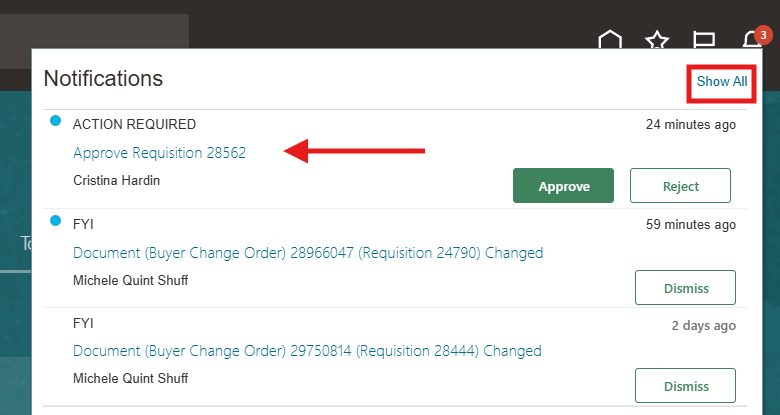 3
Notifications
Show All
ACTION REQUIRED
24 minutes ago
Approve Requisition 28562
Cristina Hardin
Approve
Reject
FYI
59 minutes ago
Document (Buyer Change Order) 28966047 (Requisition 24790) Changed
Michele Quint Shuff
Dismiss
FYI
2 days ago
Document (Buyer Change Order) 29750814 (Requisition 28444) Changed
Michele Quint Shuff
Dismiss